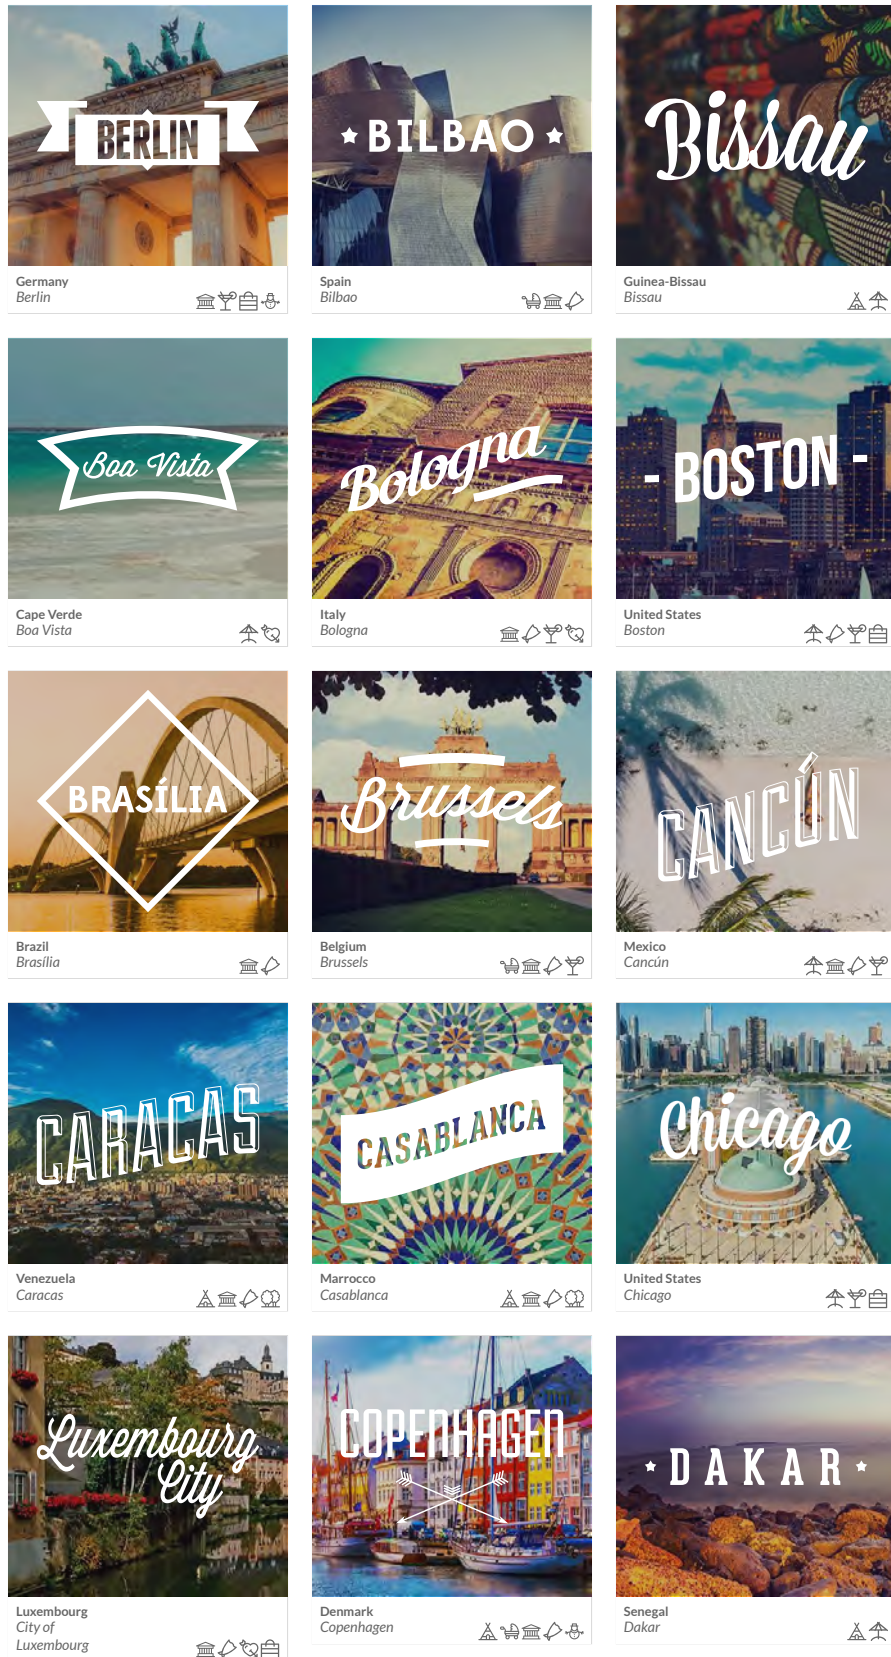 BERLIN
Germany
Berlin
★ BILBAO ★
Spain
Bilbao
Bissau
Guinea-Bissau
Bissau
Boa Vista
Cape Verde
Boa Vista
Bologna
Italy
Bologna
- BOSTON -
United States
Boston
BRASÍLIA
Brazil
Brasília
Brussels
Belgium
Brussels
CANCÚN
Mexico
Cancún
CARACAS
Venezuela
Caracas
CASABLANCA
Marrocco
Casablanca
Chicago
United States
Chicago
Luxembourg
City
Luxembourg
City of
Luxembourg
COPENHAGEN
Denmark
Copenhagen
★ DAKAR ★
Senegal
Dakar